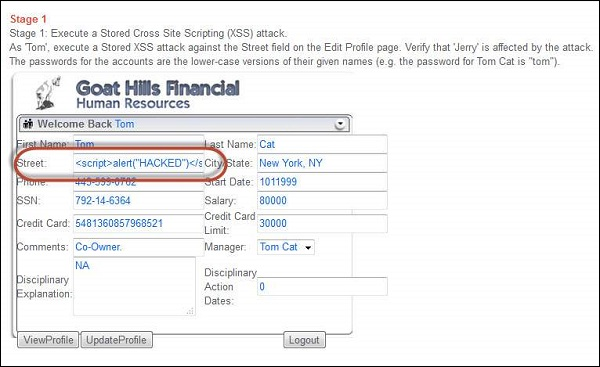 Stage 1
Stage 1: Execute a Stored Cross Site Scripting (XSS) attack.
As 'Tom', execute a Stored XSS attack against the Street field on the Edit Profile page. Verify that 'Jerry' is affected by the attack.
The passwords for the accounts are the lower-case versions of their given names (e.g. the password for Tom Cat is "tom").
Goat Hills Financial
Human Resources
Welcome Back Tom
First Name: Tom Last Name: Cat
Street: <script>alert("HACKED")</s City/State: New York, NY
Phone: 443-599-0762 Start Date: 1011999
SSN: 792-14-6364 Salary: 80000
Credit Card: 5481360857968521 Credit Card Limit: 30000
Comments: Co-Owner. Manager: Tom Cat
Disciplinary Explanation: NA Disciplinary Action Dates: 0
ViewProfile UpdateProfile Logout